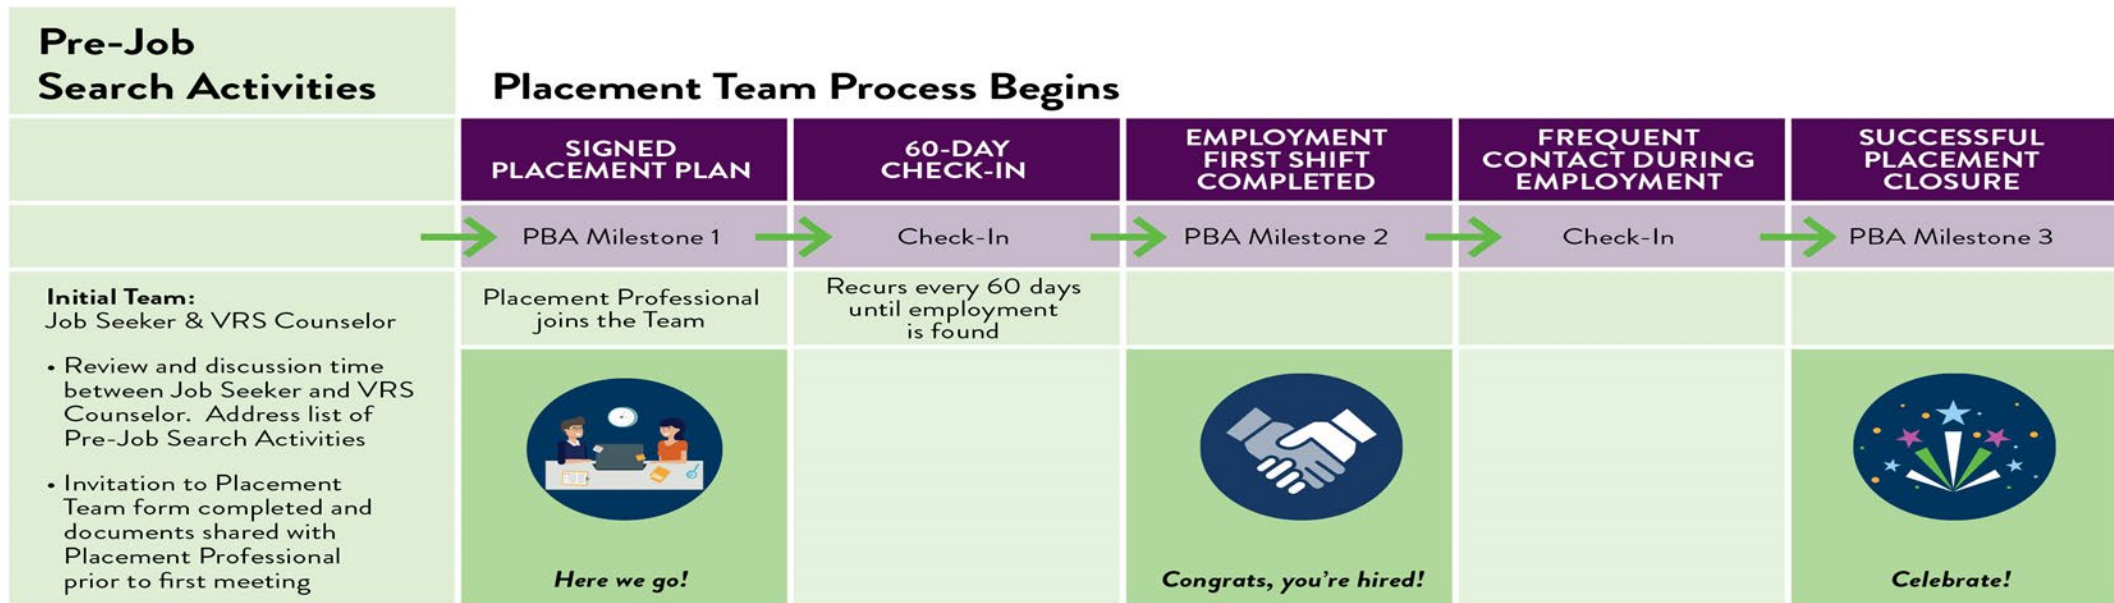 Pre-Job
Search Activities
Placement Team Process Begins
SIGNED
PLACEMENT PLAN
60-DAY
CHECK-IN
EMPLOYMENT
FIRST SHIFT
COMPLETED
FREQUENT
CONTACT DURING
EMPLOYMENT
SUCCESSFUL
PLACEMENT
CLOSURE
PBA Milestone 1
Check-In
PBA Milestone 2
Check-In
PBA Milestone 3
Initial Team:
Job Seeker & VRS Counselor
• Review and discussion time
between Job Seeker and VRS
Counselor. Address list of
Pre-Job Search Activities
• Invitation to Placement
Team form completed and
documents shared with
Placement Professional
prior to first meeting
Placement Professional
joins the Team
Recurs every 60 days
until employment
is found
Here we go!
Congrats, you're hired!
Celebrate!